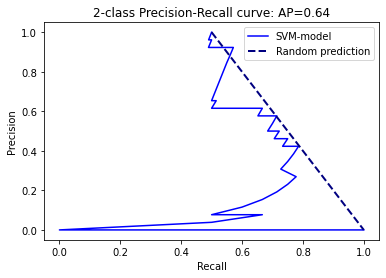 2-class Precision-Recall curve: AP=0.64
SVM-model
Random prediction
Precision
1.0
0.8
0.6
0.4
0.2
0.0
0.0 0.2 0.4 0.6 0.8 1.0
Recall